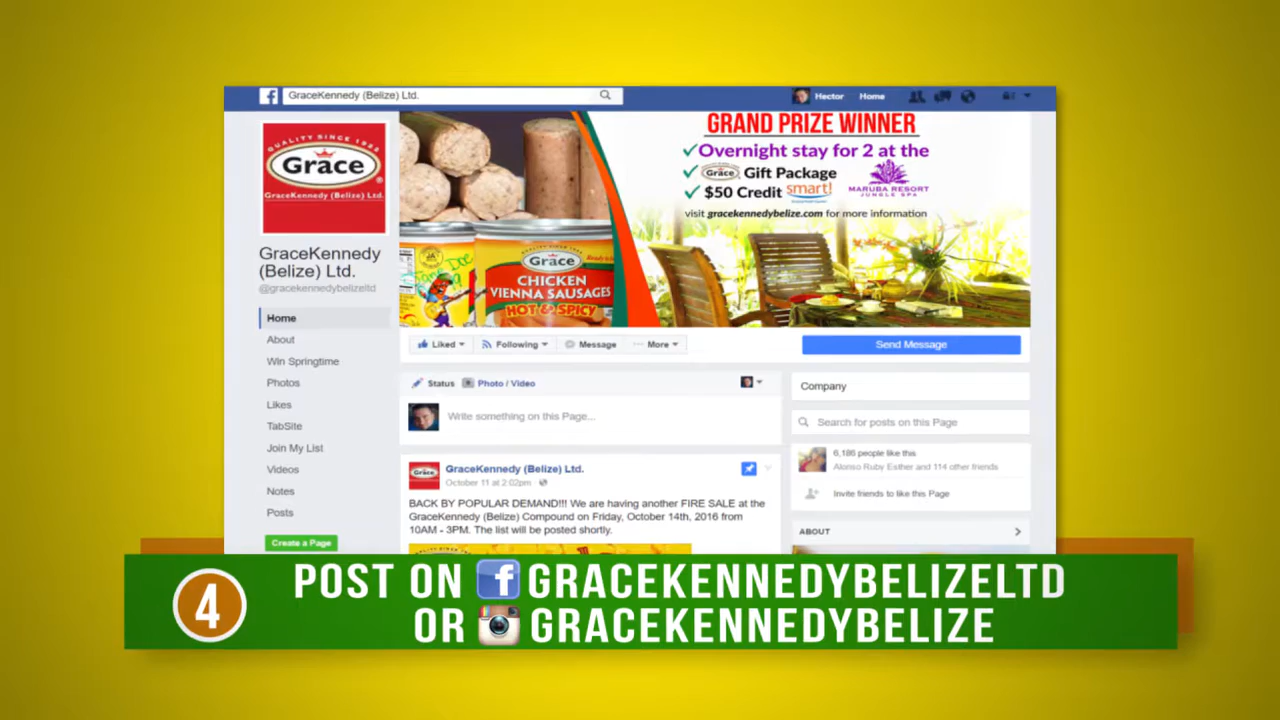 GraceKennedy (Belize) Ltd.
Hector Home
QUALITY SINCE 1922
Grace
GraceKennedy (Belize) Ltd.
GraceKennedy
(Belize) Ltd.
@gracekennedybelizeltd
Home
About
Win Springtime
Photos
Likes
TabSite
Join My List
Videos
Notes
Posts
Create a Page
Grace
CHICKEN
VIENNA SAUSAGES
HOT & SPICY
GRAND PRIZE WINNER
Overnight stay for 2 at the
Grace Gift Package
$50 Credit smart!
MARUBA RESORT
JUNGLE SPA
visit gracekennedybelize.com for more information
Liked Following Message More
Send Message
Status Photo / Video
Write something on this Page...
GraceKennedy (Belize) Ltd.
October 11 at 2:02pm
BACK BY POPULAR DEMAND!!! We are having another FIRE SALE at the
GraceKennedy (Belize) Compound on Friday, October 14th, 2016 from
10AM - 3PM. The list will be posted shortly.
Company
Search for posts on this Page
6,186 people like this
Alonso Ruby Esther and 114 other friends
Invite friends to like this Page
ABOUT
4
POST ON f GRACEKENNEDYBELIZELTD
OR GRACEKENNEDYBELIZE